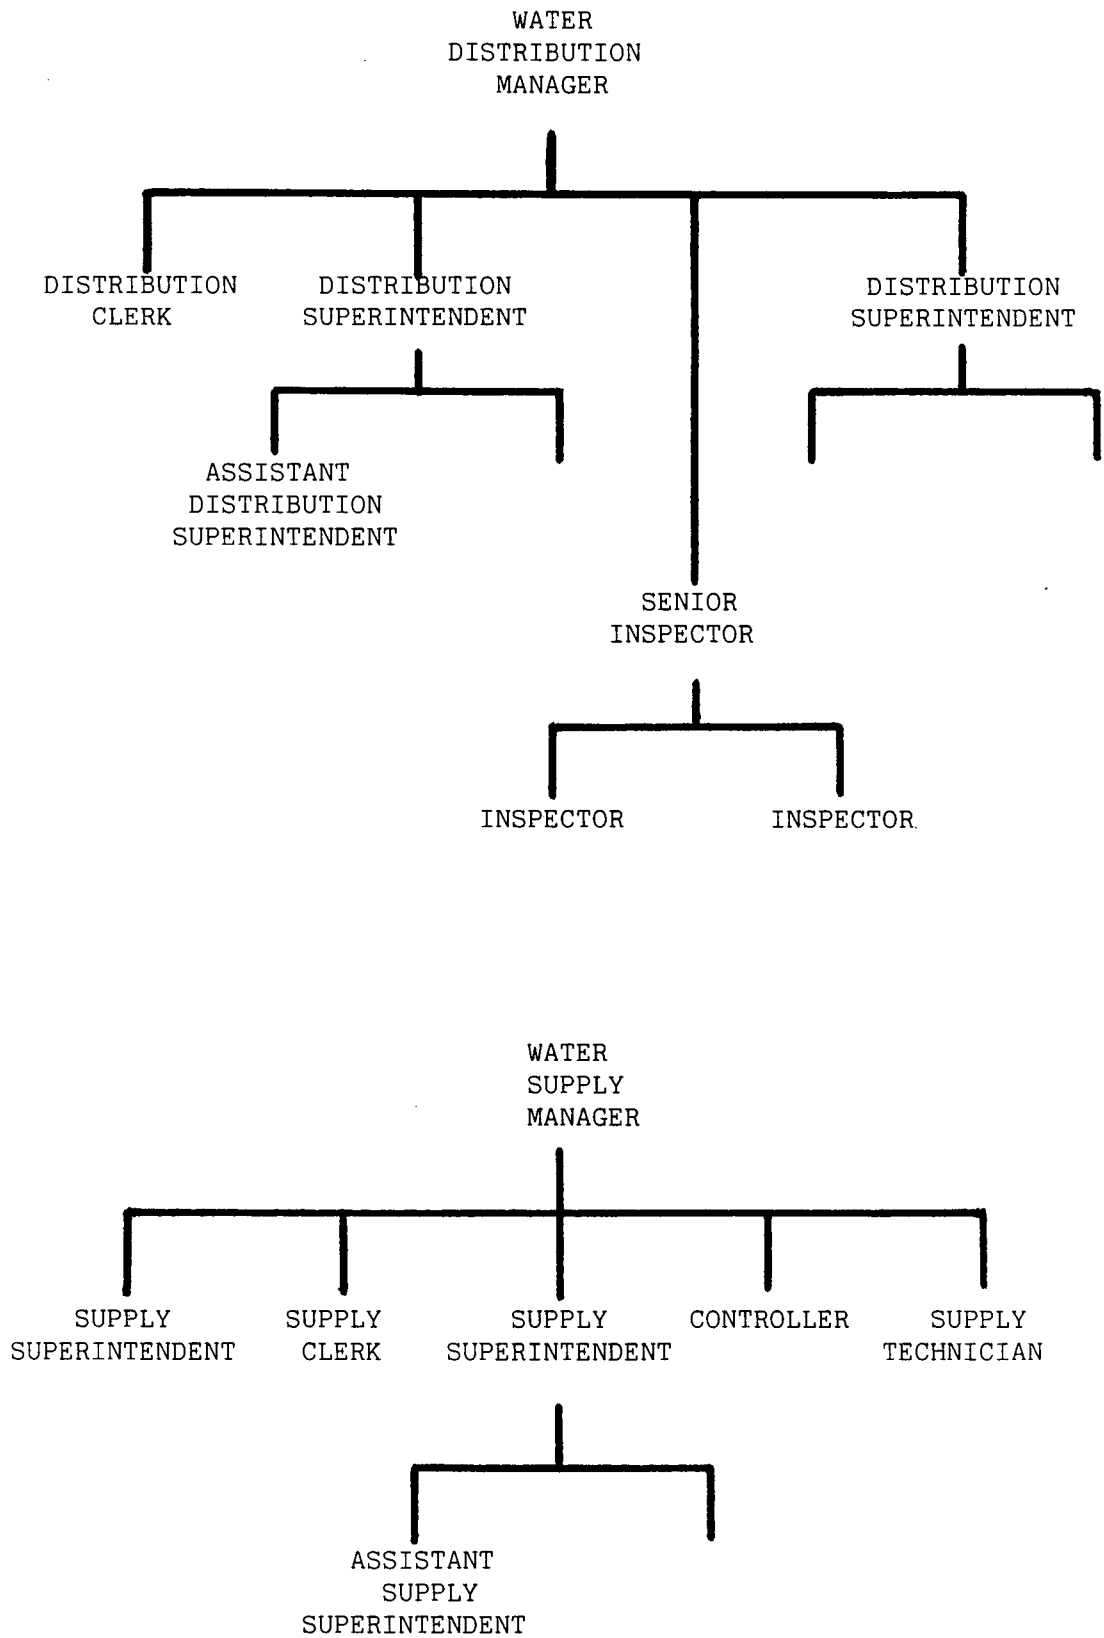 WATER
DISTRIBUTION
MANAGER
DISTRIBUTION
CLERK
DISTRIBUTION
SUPERINTENDENT
DISTRIBUTION
SUPERINTENDENT
ASSISTANT
DISTRIBUTION
SUPERINTENDENT
SENIOR
INSPECTOR
INSPECTOR
INSPECTOR
WATER
SUPPLY
MANAGER
SUPPLY
SUPERINTENDENT
SUPPLY
CLERK
SUPPLY
SUPERINTENDENT
CONTROLLER
SUPPLY
TECHNICIAN
ASSISTANT
SUPPLY
SUPERINTENDENT